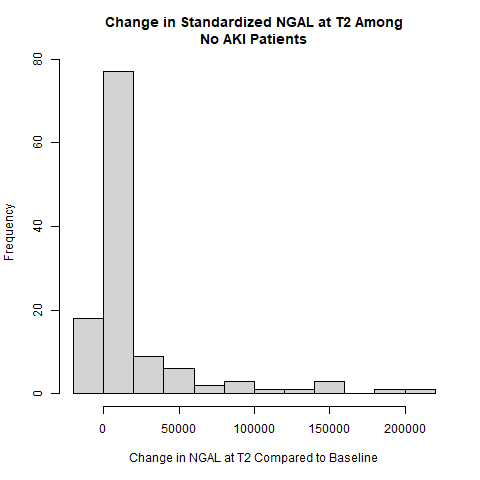 Change in Standardized NGAL at T2 Among
No AKI Patients
Frequency
80
60
40
20
0
0 50000 100000 150000 200000
Change in NGAL at T2 Compared to Baseline